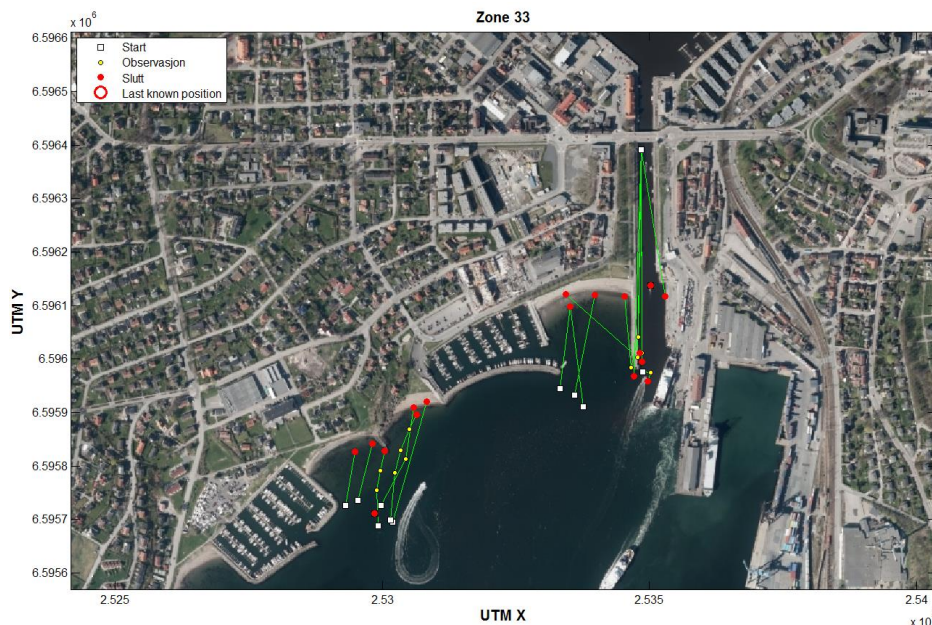 Zone 33
x 10⁶
6.5966
6.5965
6.5964
6.5963
6.5962
6.5961
6.596
6.5959
6.5958
6.5957
6.5956
UTM Y
Start
Observasjon
Slutt
Last known position
2.525
2.53
2.535
2.54
UTM X
x 10